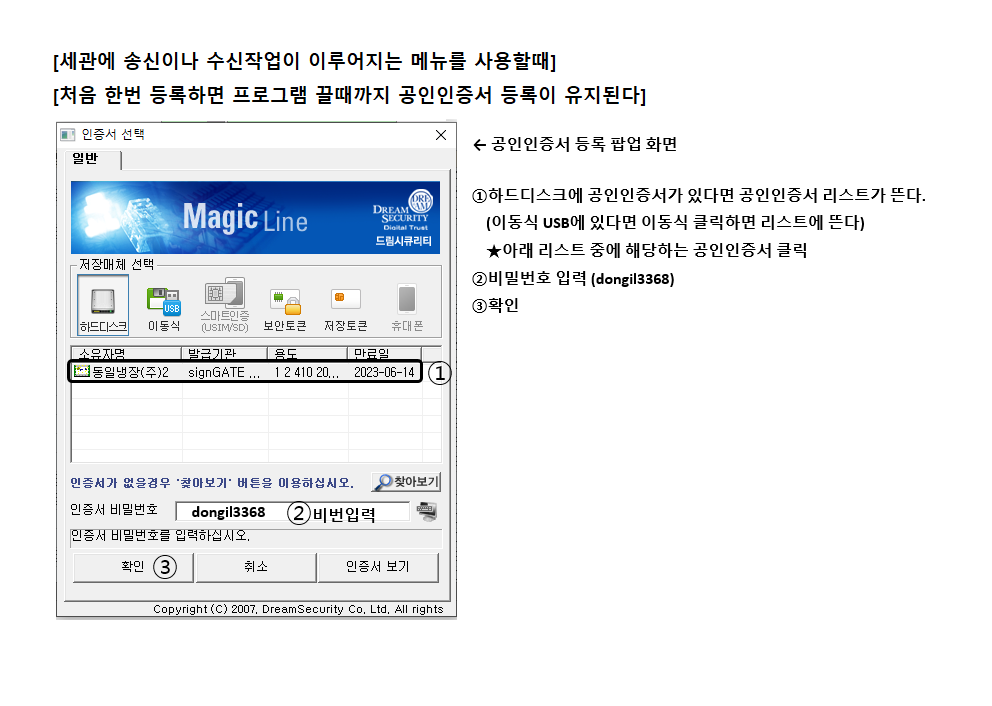 [세관에 송신이나 수신작업이 이루어지는 메뉴를 사용할때]
[처음 한번 등록하면 프로그램 끌때까지 공인인증서 등록이 유지된다]
인증서 선택
일반
Magic Line
DREAM SECURITY
Digital Trust
드림시큐리티
저장매체 선택
하드디스크 이동식 스마트인증 (USIM/SD) 보안토큰 저장토큰 휴대폰
소유자명 발급기관 용도 만료일
동일냉장(주)2 signGATE ... 1 2 410 20... 2023-06-14 ①
인증서가 없을경우 '찾아보기' 버튼을 이용하십시오. 찾아보기
인증서 비밀번호 dongil3368 ②비번입력
인증서 비밀번호를 입력하십시오.
확인 ③ 취소 인증서 보기
Copyright (C) 2007, DreamSecurity Co, Ltd, All rights
← 공인인증서 등록 팝업 화면
①하드디스크에 공인인증서가 있다면 공인인증서 리스트가 뜬다.
(이동식 USB에 있다면 이동식 클릭하면 리스트에 뜬다)
★아래 리스트 중에 해당하는 공인인증서 클릭
②비밀번호 입력 (dongil3368)
③확인